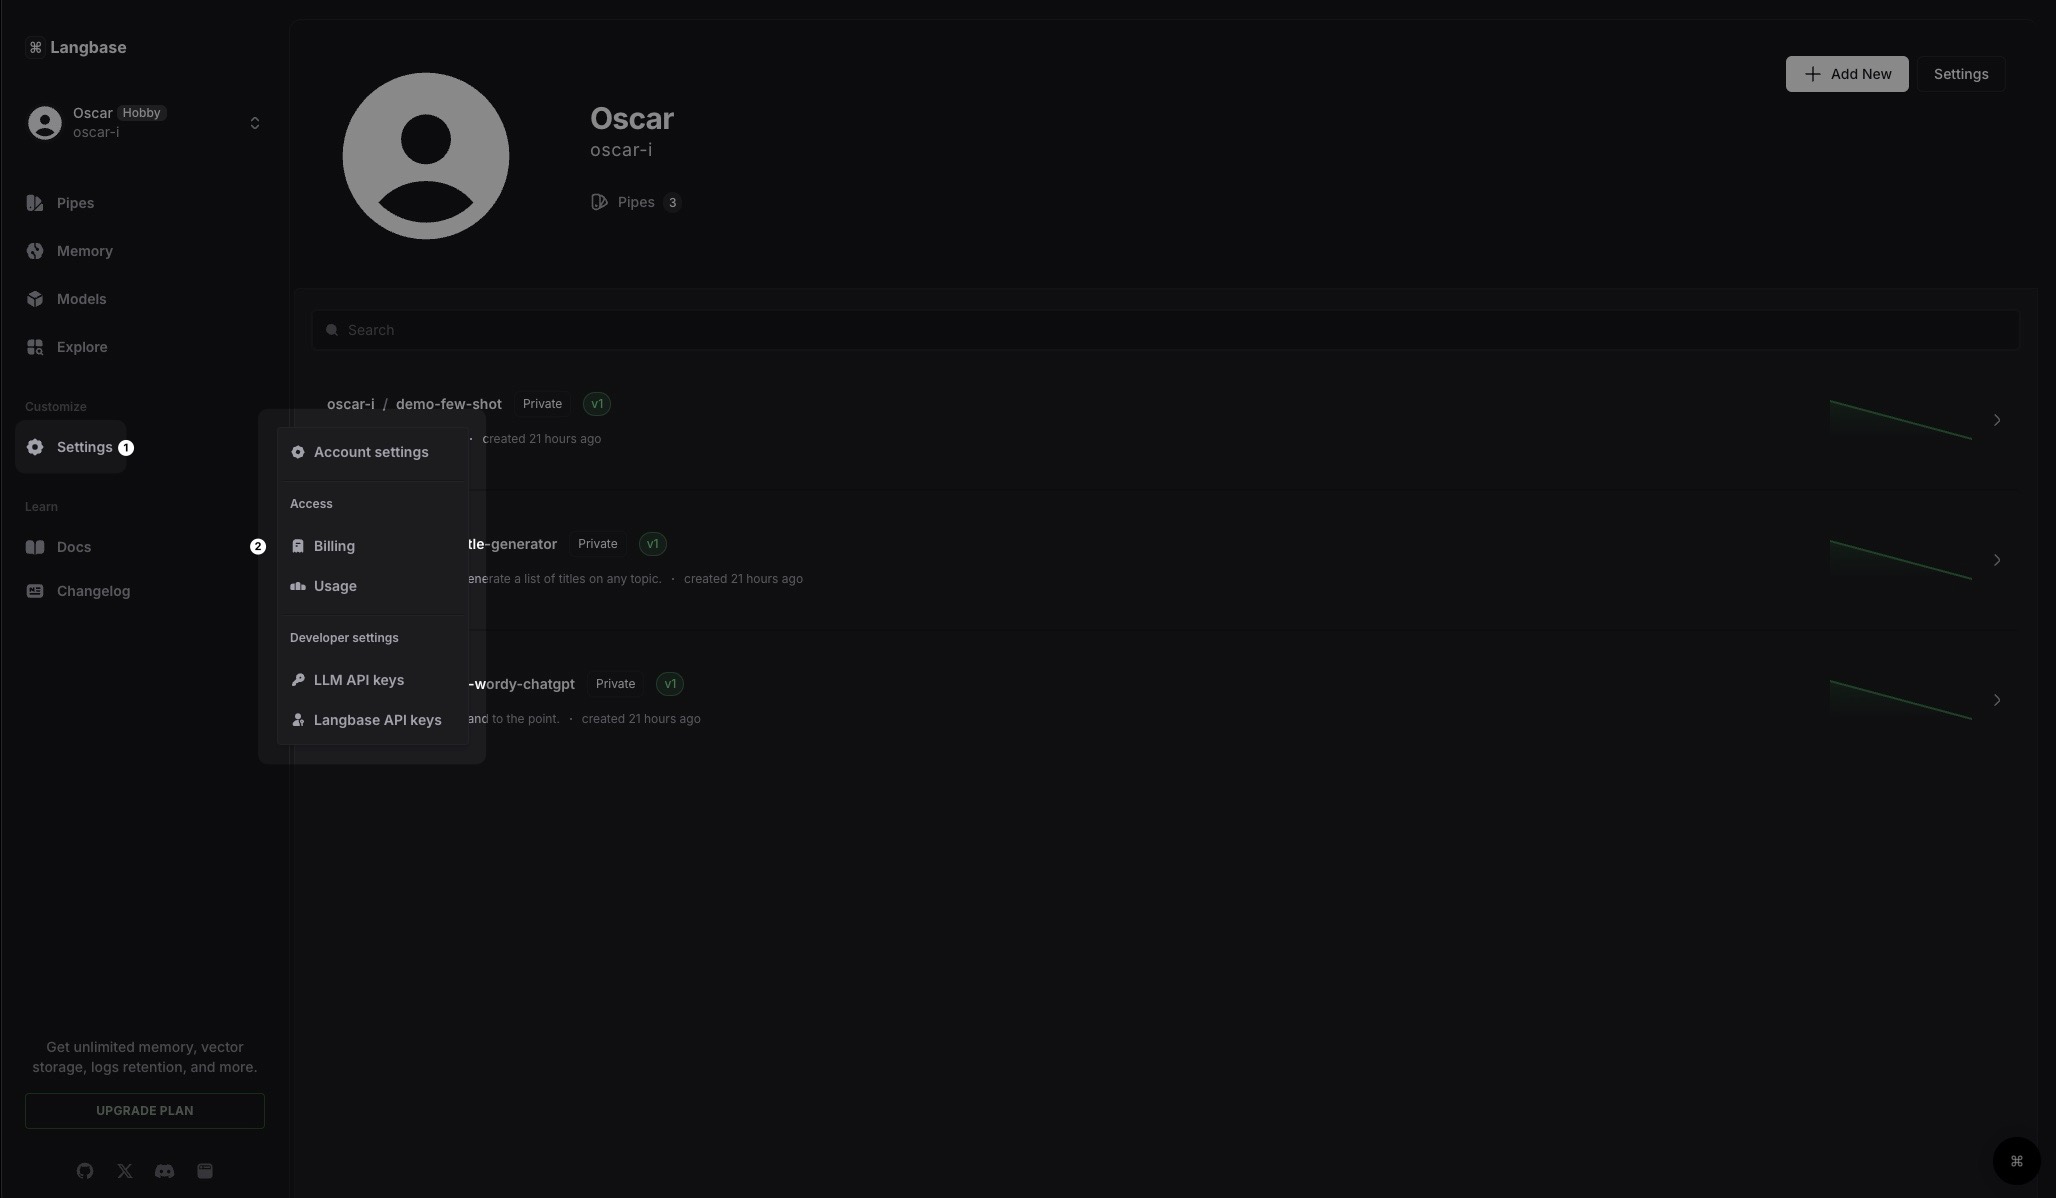 ⌘ Langbase
Oscar Hobby
oscar-i
Pipes
Memory
Models
Explore
Customize
Settings 1
Learn
Docs
Changelog
Get unlimited memory, vector
storage, logs retention, and more.
UPGRADE PLAN
Add New
Settings
Oscar
oscar-i
Pipes 3
Search
oscar-i / demo-few-shot Private v1
· created 21 hours ago
tle-generator Private v1
enerate a list of titles on any topic. · created 21 hours ago
-wordy-chatgpt Private v1
and to the point. · created 21 hours ago
2
Account settings
Access
Billing
Usage
Developer settings
LLM API keys
Langbase API keys
⌘